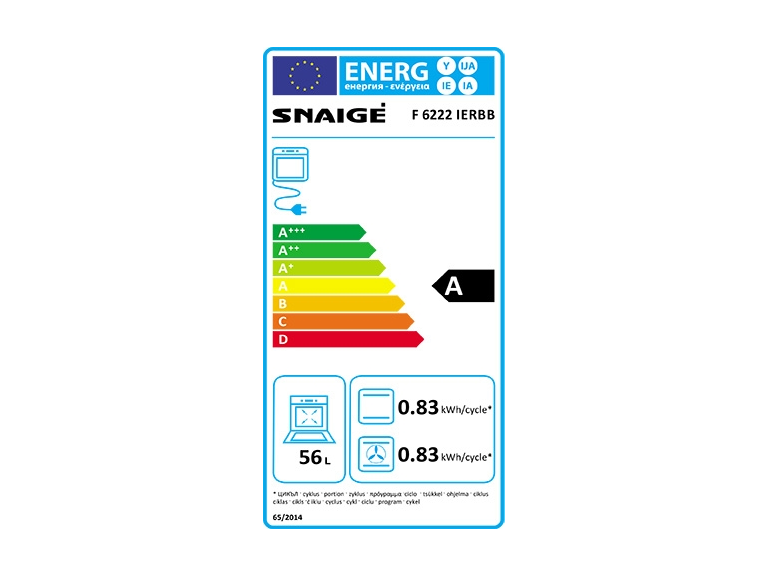 ENERG Y IJA
енергия · ενέργεια IE IA
SNAIGĖ F 6222 IERBB
A+++
A++
A+
A
A
B
C
D
0.83 kWh/cycle*
56 L
0.83 kWh/cycle*
* ЦИКЪЛ · cyklus · portion · zyklus · πρόγραμμα · ciclo · tsükkel · ohjelma · ciklus
ciklas · cikls · ċiklu · cyclus · cykl · ciclu · program · cykel
65/2014